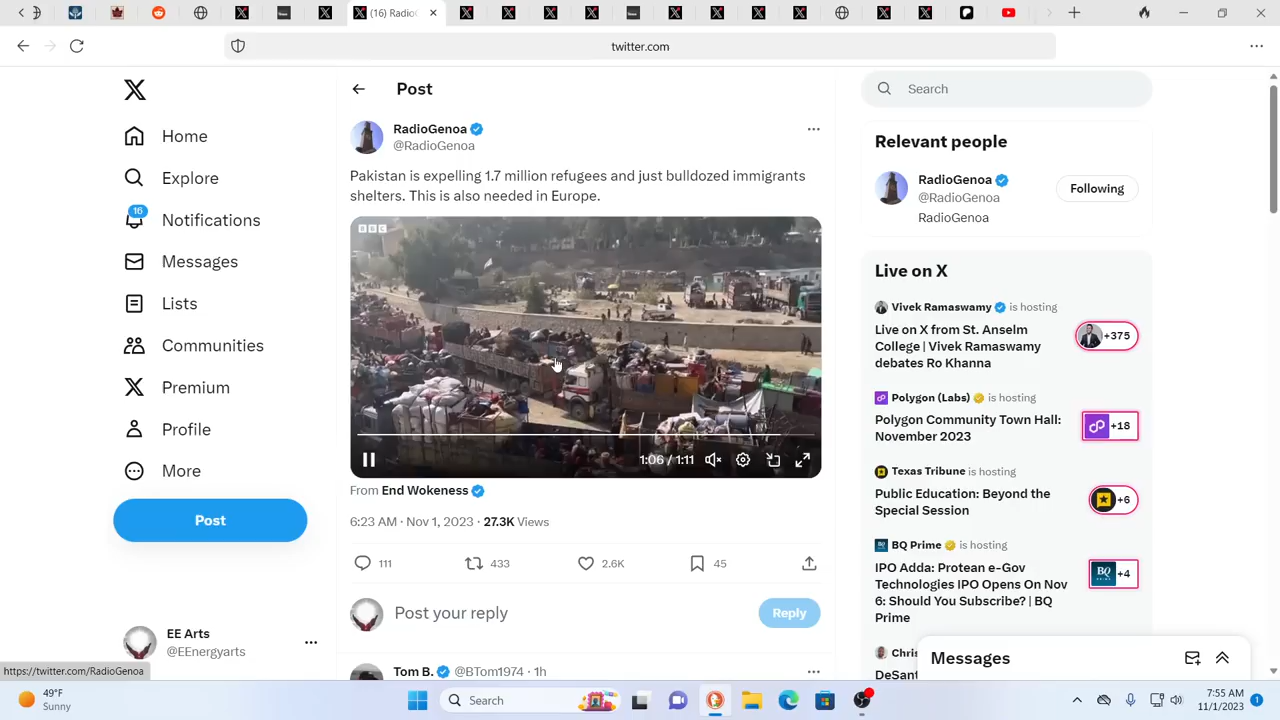 (16) Radio
twitter.com
Post
Search
RadioGenoa
@RadioGenoa
Pakistan is expelling 1.7 million refugees and just bulldozed immigrants
shelters. This is also needed in Europe.
BBC
1:06 / 1:11
From End Wokeness
6:23 AM · Nov 1, 2023 · 27.3K Views
111
433
2.6K
45
Post your reply
Reply
Tom B. @BTom1974 · 1h
Home
Explore
16
Notifications
Messages
Lists
Communities
Premium
Profile
More
Post
EE Arts
@EEnergyarts
https://twitter.com/RadioGenoa
Relevant people
RadioGenoa
@RadioGenoa
Following
RadioGenoa
Live on X
Vivek Ramaswamy is hosting
Live on X from St. Anselm
College | Vivek Ramaswamy
debates Ro Khanna
+375
Polygon (Labs) is hosting
Polygon Community Town Hall:
November 2023
+18
Texas Tribune is hosting
Public Education: Beyond the
Special Session
+6
BQ Prime is hosting
IPO Adda: Protean e-Gov
Technologies IPO Opens On Nov
6: Should You Subscribe? | BQ
Prime
BQ
+4
Chris
DeSant
Messages
49°F
Sunny
Search
7:55 AM
11/1/2023
1